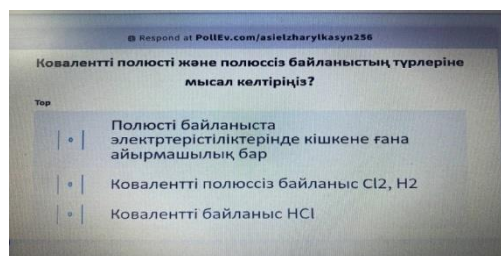 Respond at PollEv.com/asielzharylkasyn256
Ковалентті полюсті және полюссіз байланыстың түрлеріне
мысал келтіріңіз?
Top
Полюсті байланыста
электртерістіліктерінде кішкене ғана
айырмашылық бар
Ковалентті полюссіз байланыс Cl2, H2
Ковалентті байланыс HCl